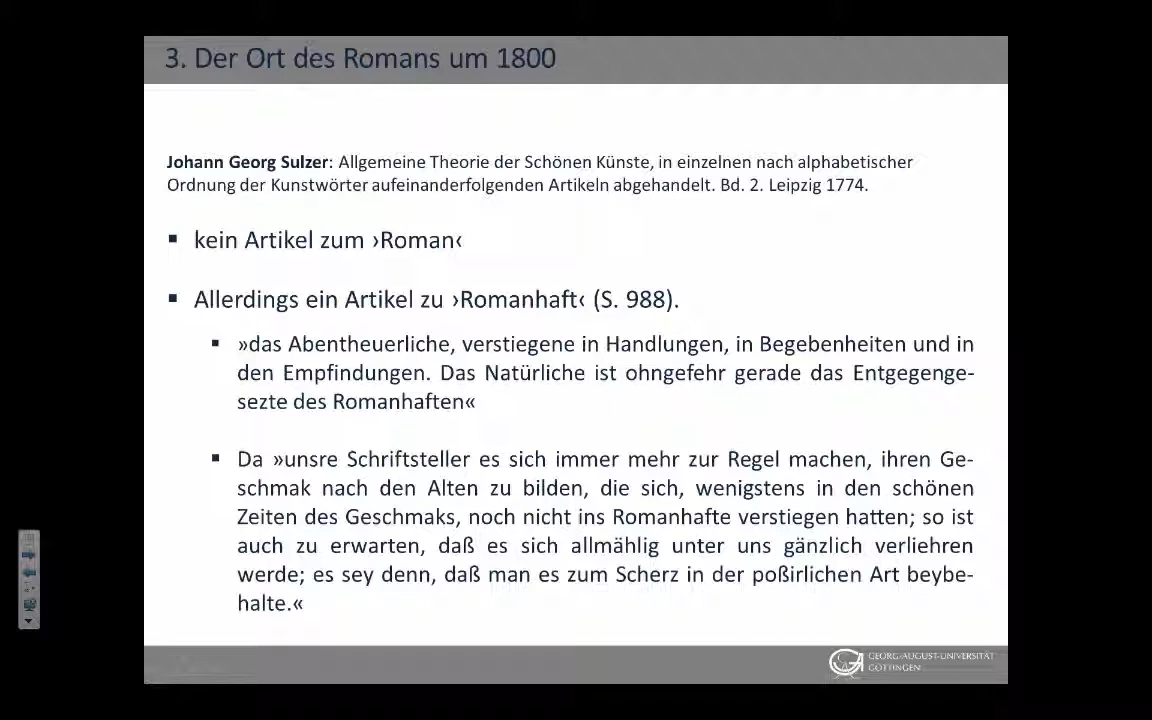 3. Der Ort des Romans um 1800
Johann Georg Sulzer: Allgemeine Theorie der Schönen Künste, in einzelnen nach alphabetischer
Ordnung der Kunstwörter aufeinanderfolgenden Artikeln abgehandelt. Bd. 2. Leipzig 1774.
▪ kein Artikel zum ›Roman‹
▪ Allerdings ein Artikel zu ›Romanhaft‹ (S. 988).
▪ »das Abentheuerliche, verstiegene in Handlungen, in Begebenheiten und in
den Empfindungen. Das Natürliche ist ohngefehr gerade das Entgegenge-
sezte des Romanhaften«
▪ Da »unsre Schriftsteller es sich immer mehr zur Regel machen, ihren Ge-
schmak nach den Alten zu bilden, die sich, wenigstens in den schönen
Zeiten des Geschmaks, noch nicht ins Romanhafte verstiegen hatten; so ist
auch zu erwarten, daß es sich allmählig unter uns gänzlich verliehren
werde; es sey denn, daß man es zum Scherz in der poßirlichen Art beybe-
halte.«
GEORG-AUGUST-UNIVERSITÄT
GÖTTINGEN